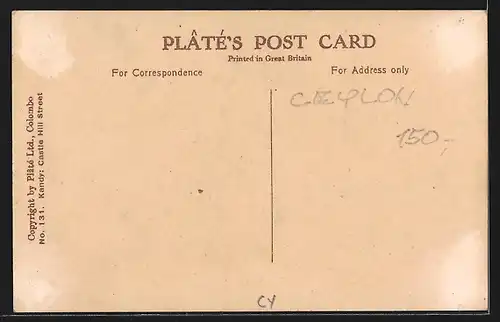 PLÂTÉ'S POST CARD
Printed in Great Britain
For Correspondence
For Address only
CEYLON
150,-
Copyright by Plâté Ltd., Colombo
No. 131. Kandy: Castle Hill Street
CY